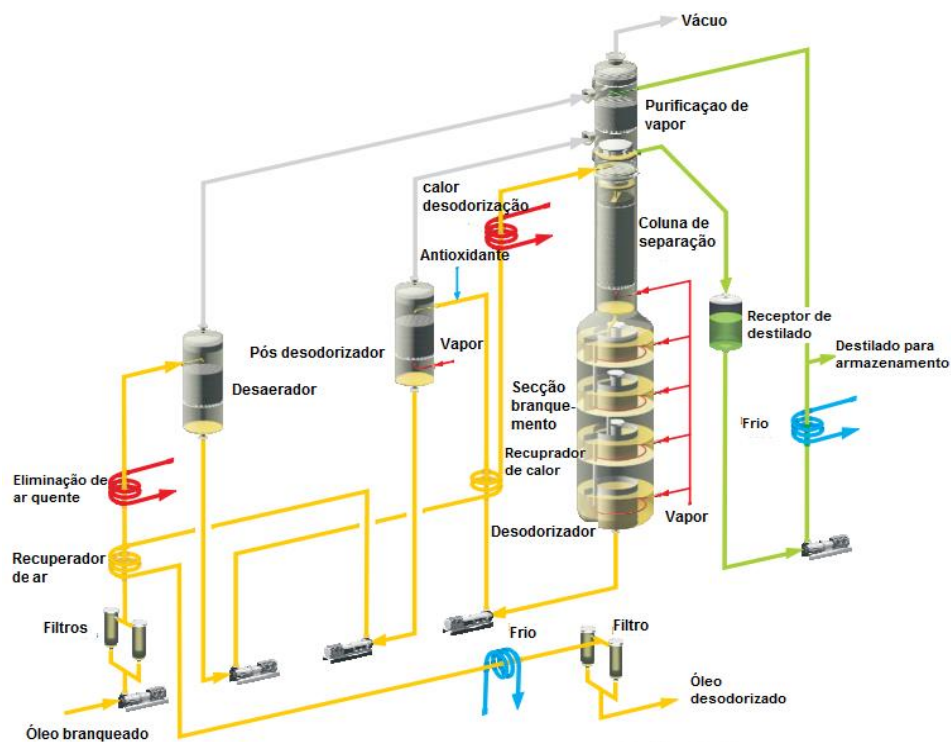 Vácuo
Purificaçao de
vapor
calor
desodorização
Coluna de
separação
Antioxidante
Receptor de
destilado
Pós desodorizador
Vapor
Desaerador
Destilado para
armazenamento
Secção
branque-
mento
Frio
Recuprador
de calor
Eliminação de
ar quente
Vapor
Desodorizador
Recuperador
de ar
Filtros
Frio
Filtro
Óleo
desodorizado
Óleo branqueado